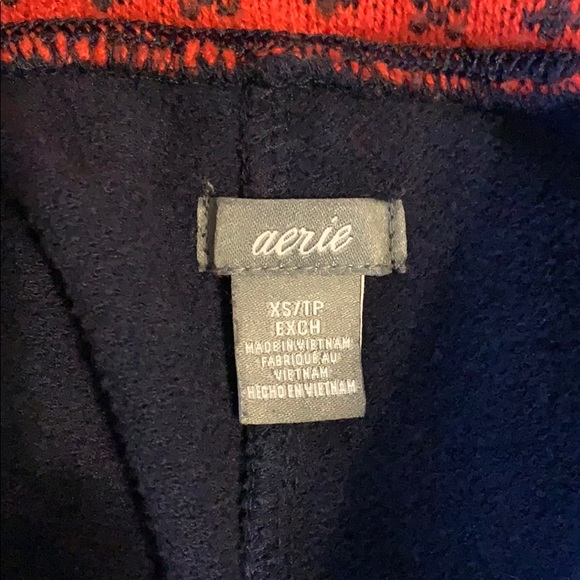 aerie
XS/TP
EXCH
MADE IN VIETNAM
FABRIQUÉ AU
VIETNAM
HECHO EN VIETNAM